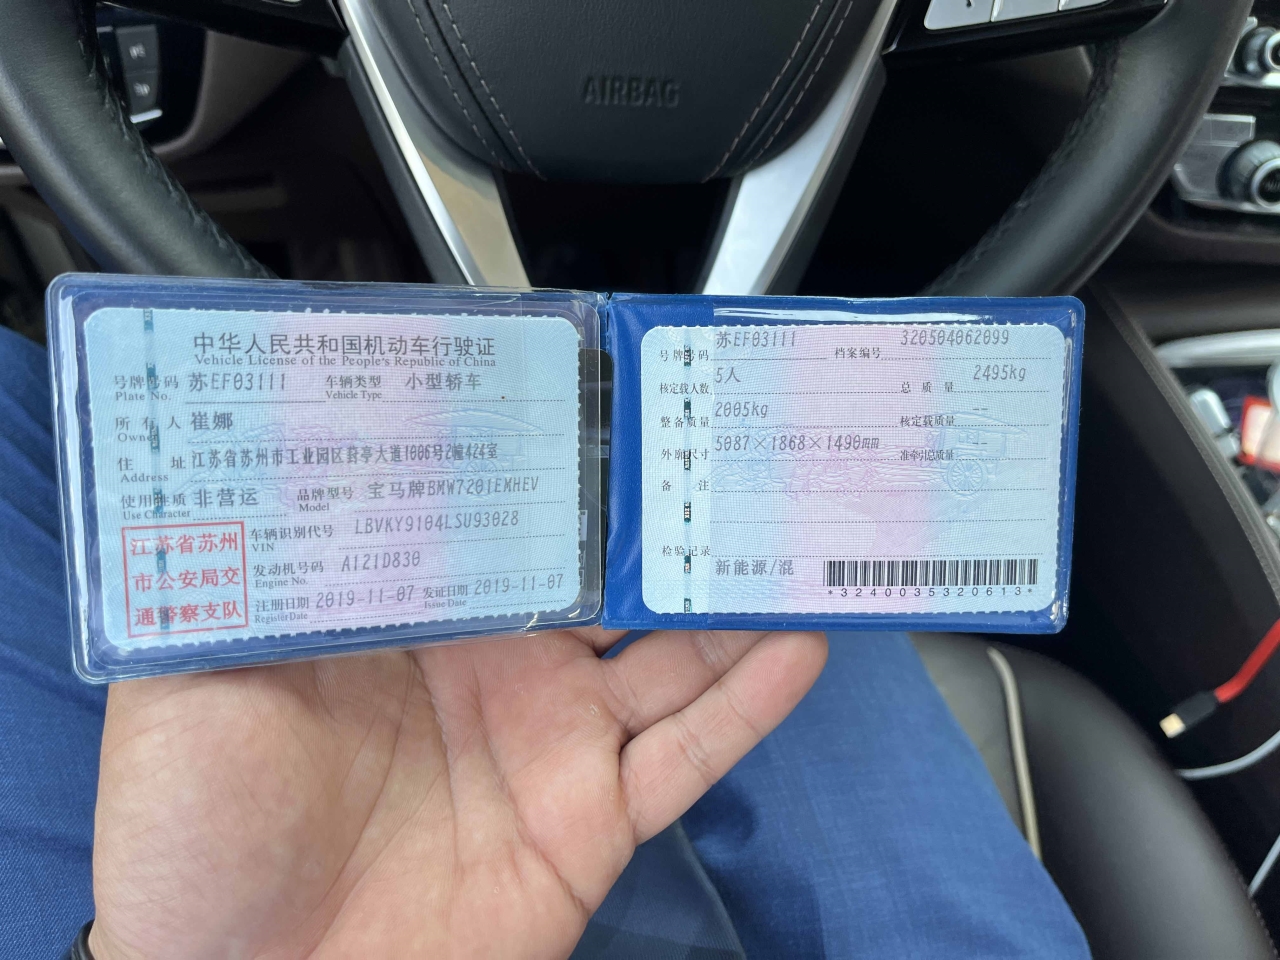 AIRBAG
中华人民共和国机动车行驶证
Vehicle License of the People's Republic of China
号牌号码 苏EF03111 车辆类型 小型轿车
Plate No. Vehicle Type
所有人 崔娜
Owner
住址 江苏省苏州市工业园区葑亭大道1006号2幢424室
Address
使用性质 非营运 品牌型号 宝马牌BMW7201EMHEV
Use Character Model
江苏省苏州
市公安局交
通警察支队
车辆识别代号 LBVKY9104LSU93028
VIN
发动机号码 A121D830
Engine No.
注册日期 2019-11-07 发证日期 2019-11-07
Register Date Issue Date
号牌号码 苏EF03111 档案编号 320504062099
核定载人数 5人 总质量 2495kg
整备质量 2005kg 核定载质量 --
外廓尺寸 5087×1868×1490mm 准牵引总质量 --
备注
检验记录
新能源/混
*3240035320613*